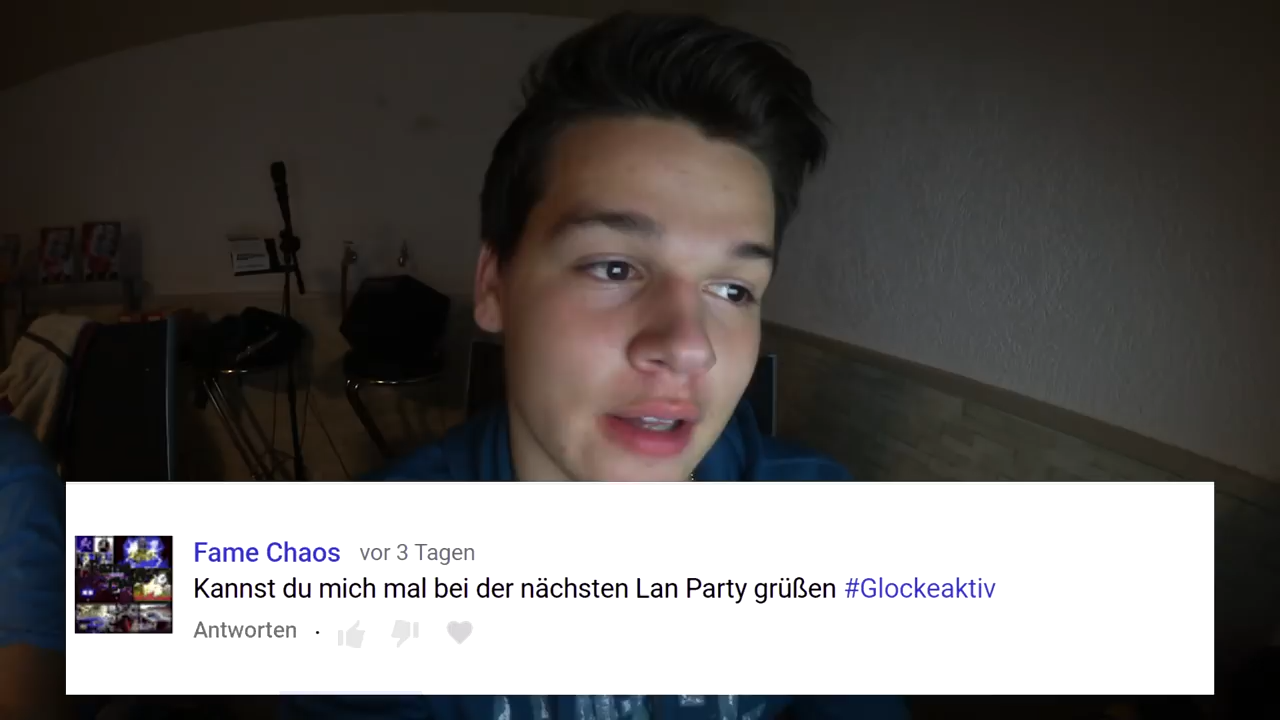 Fame Chaos vor 3 Tagen
Kannst du mich mal bei der nächsten Lan Party grüßen #Glockeaktiv
Antworten ·